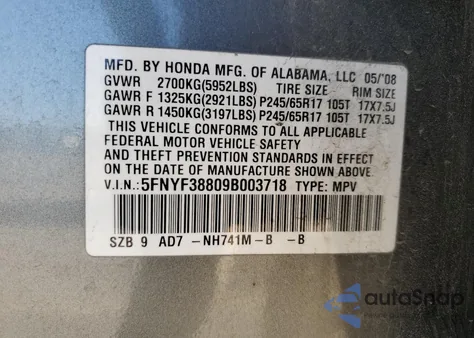 MFD. BY HONDA MFG. OF ALABAMA, LLC 05/'08
GVWR 2700KG(5952LBS) TIRE SIZE RIM SIZE
GAWR F 1325KG(2921LBS) P245/65R17 105T 17X7.5J
GAWR R 1450KG(3197LBS) P245/65R17 105T 17X7.5J
THIS VEHICLE CONFORMS TO ALL APPLICABLE
FEDERAL MOTOR VEHICLE SAFETY
AND THEFT PREVENTION STANDARDS IN EFFECT
ON THE DATE OF MANUFACTURE SHOWN ABOVE.
V.I.N.: 5FNYF38809B003718 TYPE: MPV
SZB 9 AD7 -NH741M-B -B
autoSnap